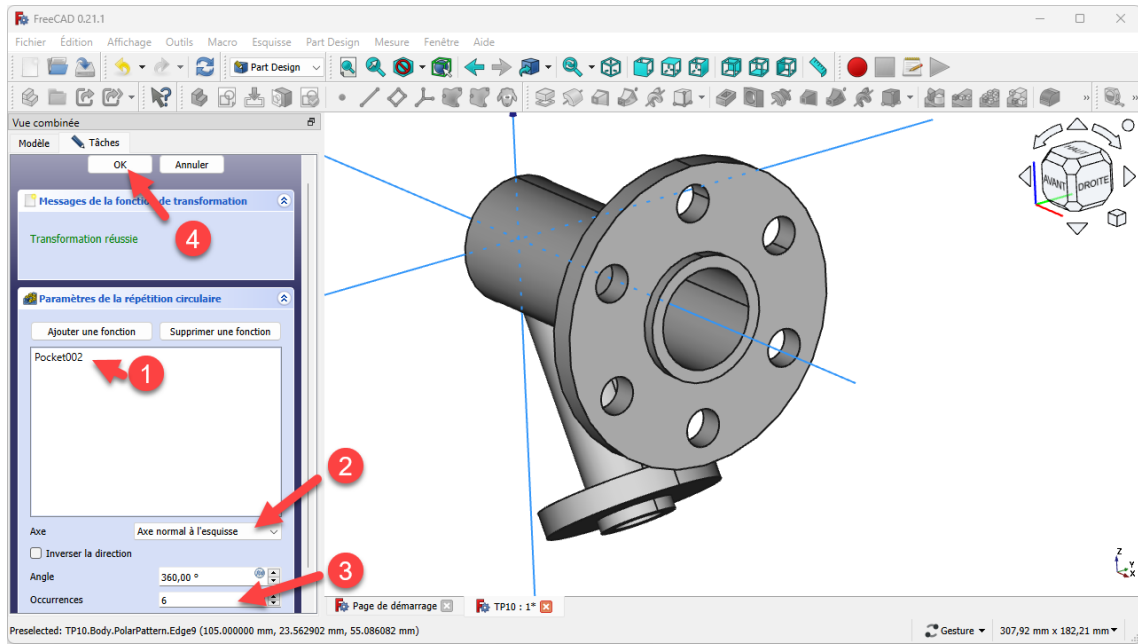 FreeCAD 0.21.1
Fichier Édition Affichage Outils Macro Esquisse Part Design Mesure Fenêtre Aide
Part Design
Vue combinée
Modèle Tâches
OK Annuler
Messages de la fonction de transformation
Transformation réussie
4
Paramètres de la répétition circulaire
Ajouter une fonction Supprimer une fonction
Pocket002
1
2
Axe Axe normal à l'esquisse
Inverser la direction
3
Angle 360,00 °
Occurrences 6
HAUT
AVANT
DROITE
Z
Y
X
Page de démarrage TP10 : 1*
Preselected: TP10.Body.PolarPattern.Edge9 (105.000000 mm, 23.562902 mm, 55.086082 mm) Gesture 307,92 mm x 182,21 mm